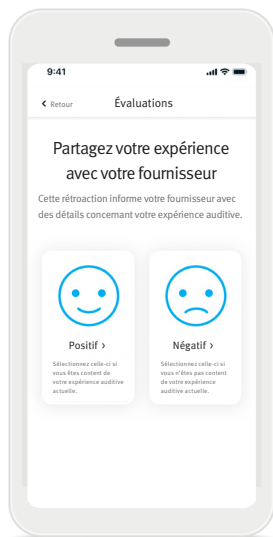 9:41
Retour
Évaluations
Partagez votre expérience
avec votre fournisseur
Cette rétroaction informe votre fournisseur avec
des détails concernant votre expérience auditive.
Positif ›
Sélectionnez celle-ci si
vous êtes content de
votre expérience auditive
actuelle.
Négatif ›
Sélectionnez celle-ci si
vous n'êtes pas content
de votre expérience
auditive actuelle.